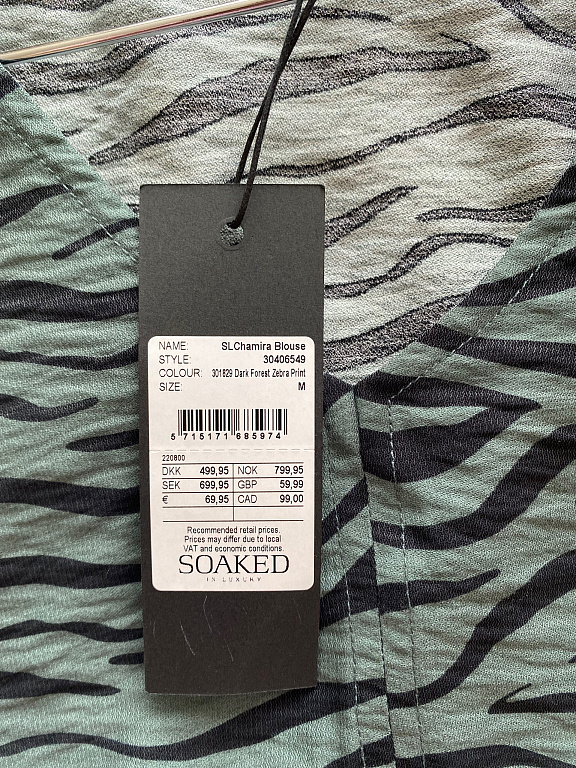 NAME: SLChamira Blouse
STYLE: 30406549
COLOUR: 301829 Dark Forest Zebra Print
SIZE: M
5 715171 685974
220800
DKK 499,95 NOK 799,95
SEK 699,95 GBP 59,99
€ 69,95 CAD 99,00
Recommended retail prices.
Prices may differ due to local
VAT and economic conditions.
SOAKED
IN LUXURY